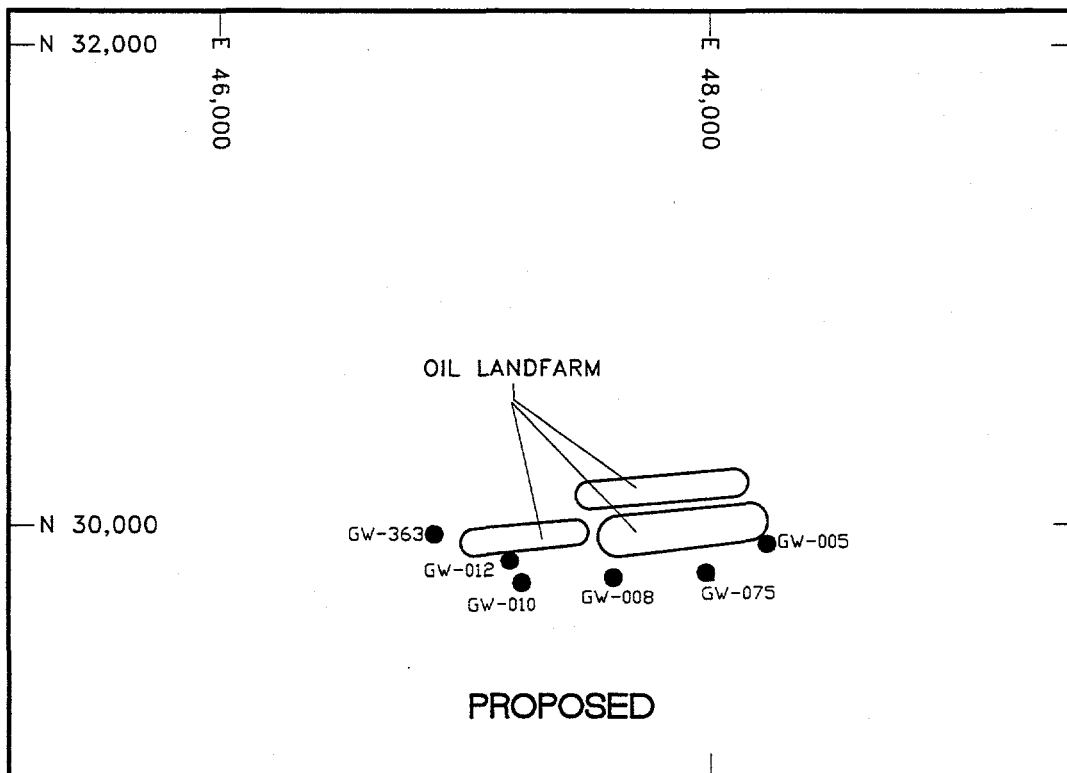 N 32,000
E 46,000
E 48,000
OIL LANDFARM
N 30,000
GW-363
GW-005
GW-012
GW-010
GW-008
GW-075
PROPOSED